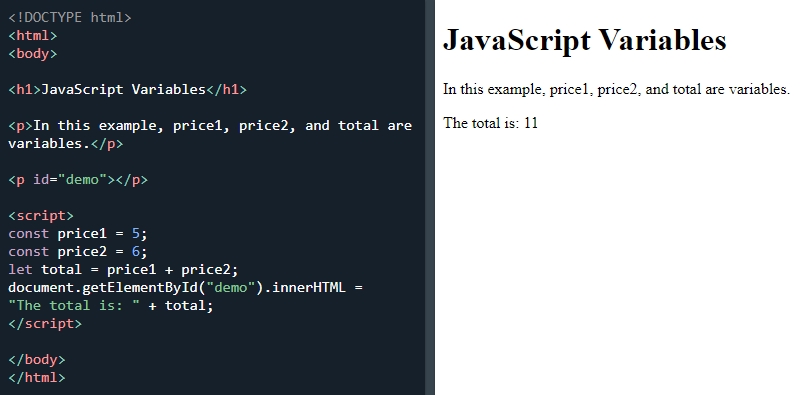 <!DOCTYPE html>
<html>
<body>
<h1>JavaScript Variables</h1>
<p>In this example, price1, price2, and total are
variables.</p>
<p id="demo"></p>
<script>
const price1 = 5;
const price2 = 6;
let total = price1 + price2;
document.getElementById("demo").innerHTML =
"The total is: " + total;
</script>
</body>
</html>
JavaScript Variables
In this example, price1, price2, and total are variables.
The total is: 11